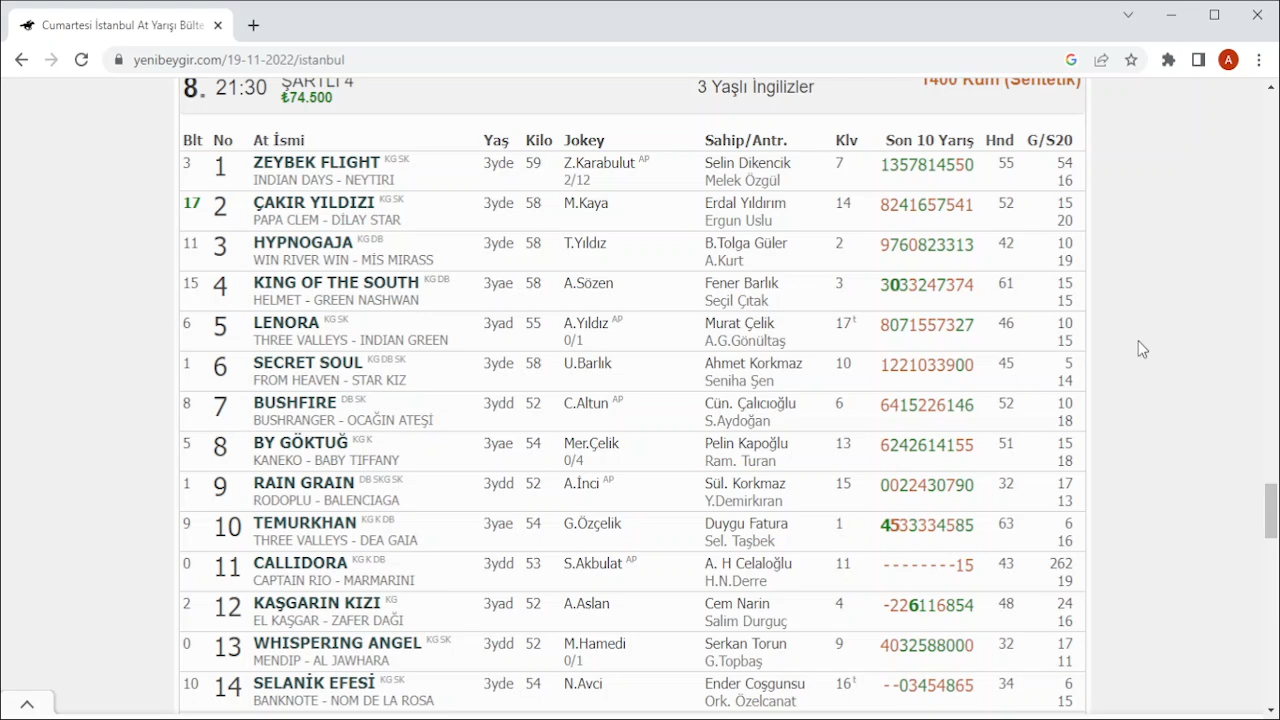 Cumartesi İstanbul At Yarışı Bülte
yenibeygir.com/19-11-2022/istanbul
A
8. 21:30 ŞARTLI 4 3 Yaşlı İngilizler 1400 Kum (Sentetik)
₺74.500
Blt No At İsmi Yaş Kilo Jokey Sahip/Antr. Klv Son 10 Yarış Hnd G/S20
3 1 ZEYBEK FLIGHT KG SK 3yde 59 Z.Karabulut AP Selin Dikencik 7 1357814550 55 54
INDIAN DAYS - NEYTIRI 2/12 Melek Özgül 16
17 2 ÇAKIR YILDIZI KG SK 3yde 58 M.Kaya Erdal Yıldırım 14 8241657541 52 15
PAPA CLEM - DİLAY STAR Ergun Uslu 20
11 3 HYPNOGAJA KG DB 3yde 58 T.Yıldız B.Tolga Güler 2 9760823313 42 10
WIN RIVER WIN - MİS MIRASS A.Kurt 19
15 4 KING OF THE SOUTH KG DB 3yae 58 A.Sözen Fener Barlık 3 3033247374 61 15
HELMET - GREEN NASHWAN Seçil Çıtak 15
6 5 LENORA KG SK 3yad 55 A.Yıldız AP Murat Çelik 17t 8071557327 46 10
THREE VALLEYS - INDIAN GREEN 0/1 A.G.Gönültaş 15
1 6 SECRET SOUL KG DB SK 3yde 58 U.Barlık Ahmet Korkmaz 10 1221033900 45 5
FROM HEAVEN - STAR KIZ Seniha Şen 14
8 7 BUSHFIRE DB SK 3ydd 52 C.Altun AP Cün. Çalıcıoğlu 6 6415226146 52 10
BUSHRANGER - OCAĞIN ATEŞİ S.Aydoğan 18
5 8 BY GÖKTUĞ KG K 3yae 54 Mer.Çelik Pelin Kapoğlu 13 6242614155 51 15
KANEKO - BABY TIFFANY 0/4 Ram. Turan 18
1 9 RAIN GRAIN DB SKG SK 3ydd 52 A.İnci AP Sül. Korkmaz 15 0022430790 32 17
RODOPLU - BALENCIAGA Y.Demirkıran 13
9 10 TEMURKHAN KG K DB 3yae 54 G.Özçelik Duygu Fatura 1 4533334585 63 6
THREE VALLEYS - DEA GAIA Sel. Taşbek 16
0 11 CALLIDORA KG K DB 3ydd 53 S.Akbulat AP A. H Celaloğlu 11 --------15 43 262
CAPTAIN RIO - MARMARINI H.N.Derre 19
2 12 KAŞGARIN KIZI KG 3yad 52 A.Aslan Cem Narin 4 -226116854 48 24
EL KAŞGAR - ZAFER DAĞI Salim Durguç 16
0 13 WHISPERING ANGEL KG SK 3ydd 52 M.Hamedi Serkan Torun 9 4032588000 32 17
MENDIP - AL JAWHARA 0/1 G.Topbaş 11
10 14 SELANİK EFESİ KG SK 3yde 54 N.Avci Ender Coşgunsu 16t --03454865 34 6
BANKNOTE - NOM DE LA ROSA Ork. Özelcanat 15